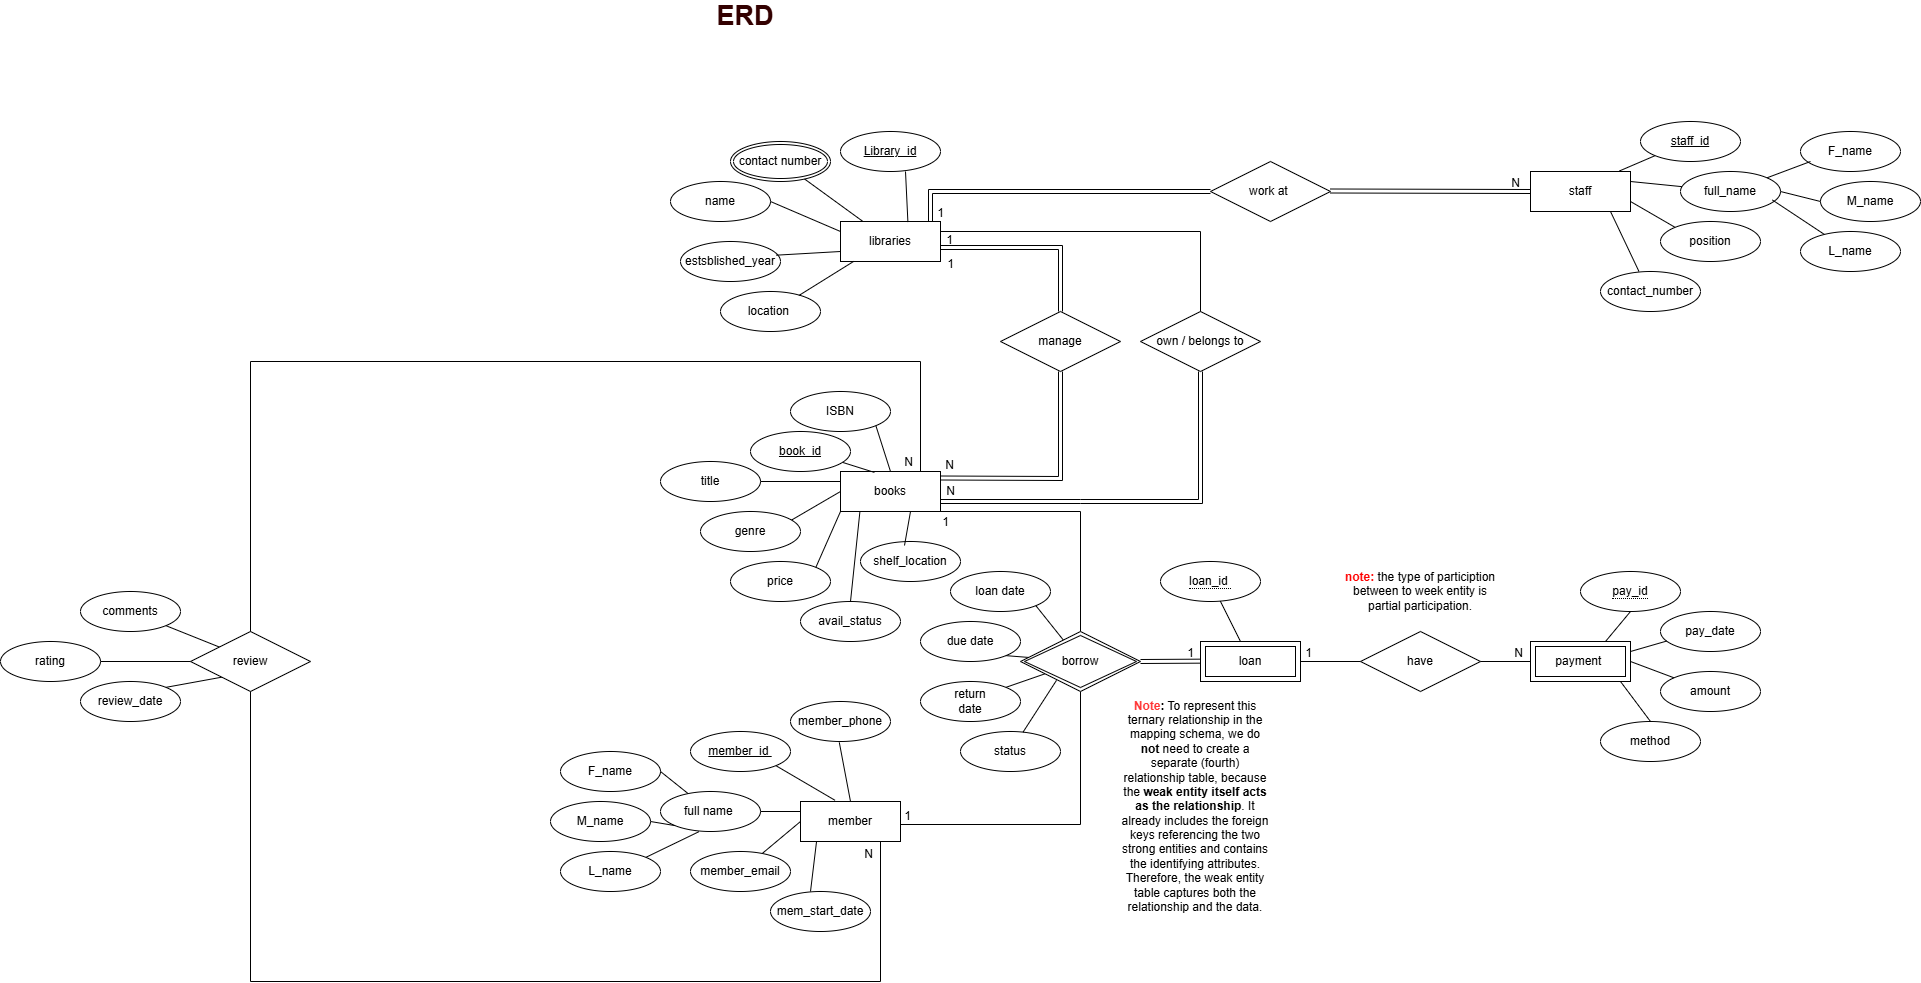 ERD
contact number
Library_id
name
estsblished_year
location
libraries
1
1
1
work at
N
staff
staff_id
full_name
F_name
M_name
L_name
position
contact_number
manage
own / belongs to
ISBN
book_id
title
genre
price
avail_status
shelf_location
books
N
N
N
1
comments
rating
review_date
review
loan date
due date
return
date
status
borrow
1
loan
loan_id
1
note: the type of particiption
between to week entity is
partial participation.
have
N
payment
pay_id
pay_date
amount
method
Note: To represent this
ternary relationship in the
mapping schema, we do
not need to create a
separate (fourth)
relationship table, because
the weak entity itself acts
as the relationship. It
already includes the foreign
keys referencing the two
strong entities and contains
the identifying attributes.
Therefore, the weak entity
table captures both the
relationship and the data.
member_phone
member_id
F_name
full name
M_name
L_name
member_email
mem_start_date
member
1
N